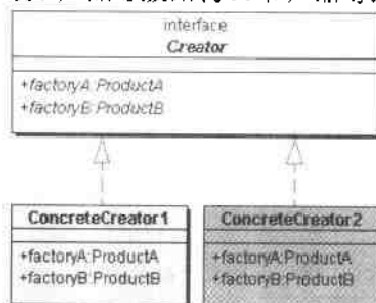 interface
Creator
+factoryA:ProductA
+factoryB:ProductB
ConcreteCreator1
+factoryA:ProductA
+factoryB:ProductB
ConcreteCreator2
+factoryA:ProductA
+factoryB:ProductB